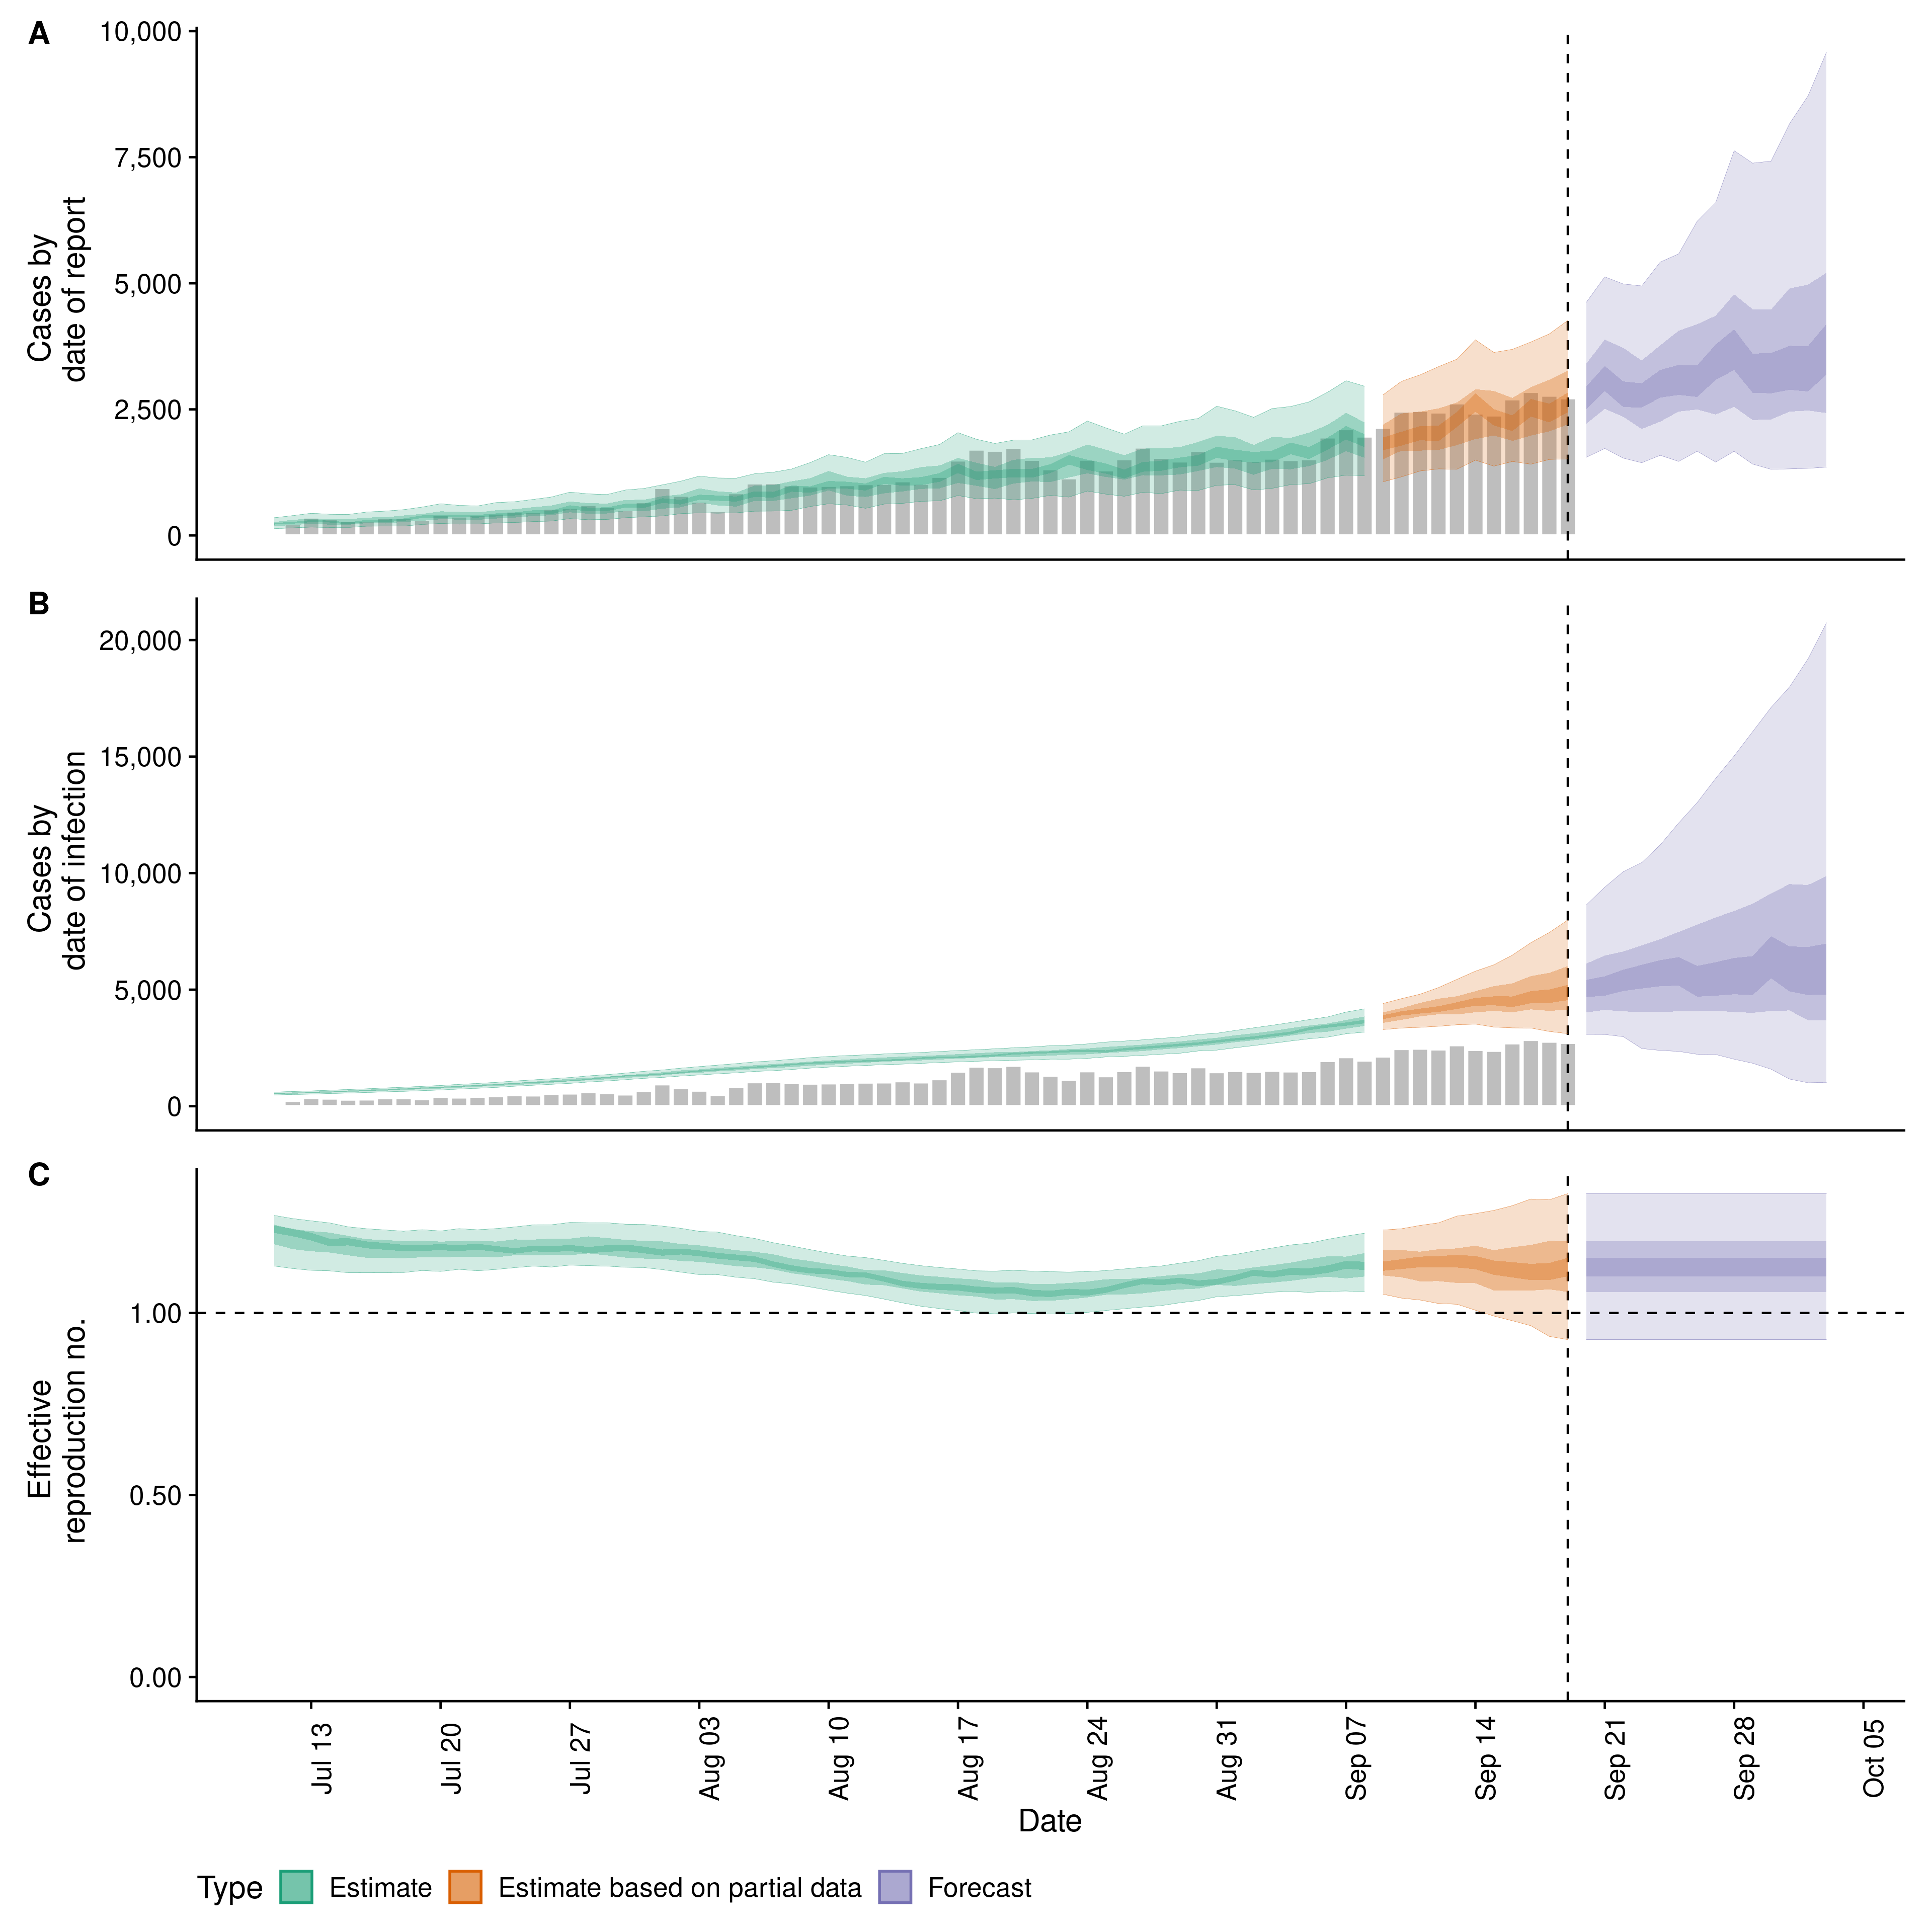 A
10,000
7,500
5,000
2,500
0
Cases by
date of report
B
20,000
15,000
10,000
5,000
0
Cases by
date of infection
C
1.00
0.50
0.00
Effective
reproduction no.
Jul 13
Jul 20
Jul 27
Aug 03
Aug 10
Aug 17
Aug 24
Aug 31
Sep 07
Sep 14
Sep 21
Sep 28
Oct 05
Date
Type Estimate Estimate based on partial data Forecast